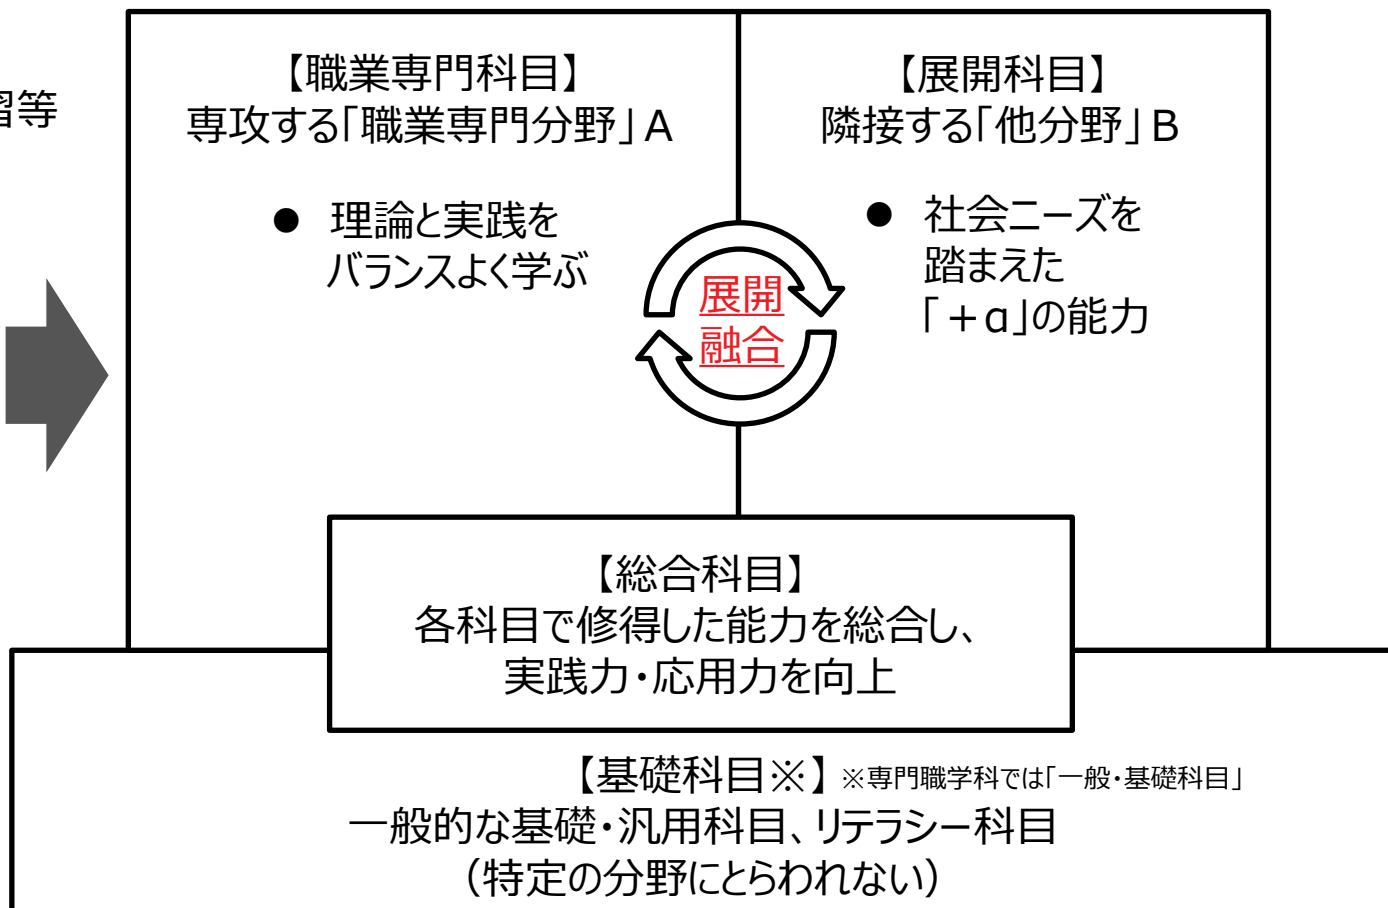 習等
【職業専門科目】
専攻する「職業専門分野」A
● 理論と実践を
バランスよく学ぶ
【展開科目】
隣接する「他分野」B
● 社会ニーズを
踏まえた
「+α」の能力
展開
融合
【総合科目】
各科目で修得した能力を総合し、
実践力・応用力を向上
【基礎科目※】 ※専門職学科では「一般・基礎科目」
一般的な基礎・汎用科目、リテラシー科目
(特定の分野にとらわれない)